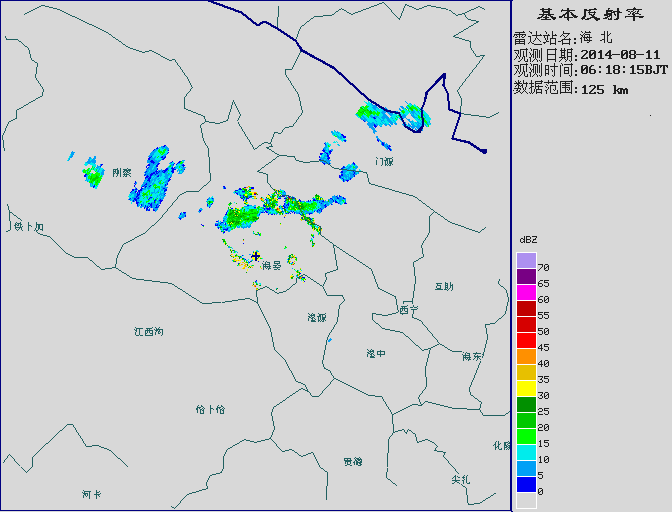 基本反射率
雷达站名:海 北
观测日期:2014-08-11
观测时间:06:18:15BJT
数据范围:125 km
门源
刚察
铁卜加
海晏
互助
西宁
湟源
江西沟
湟中
海东
恰卜恰
化隆
贵德
尖扎
河卡
dBZ
70
65
60
55
50
45
40
35
30
25
20
15
10
5
0